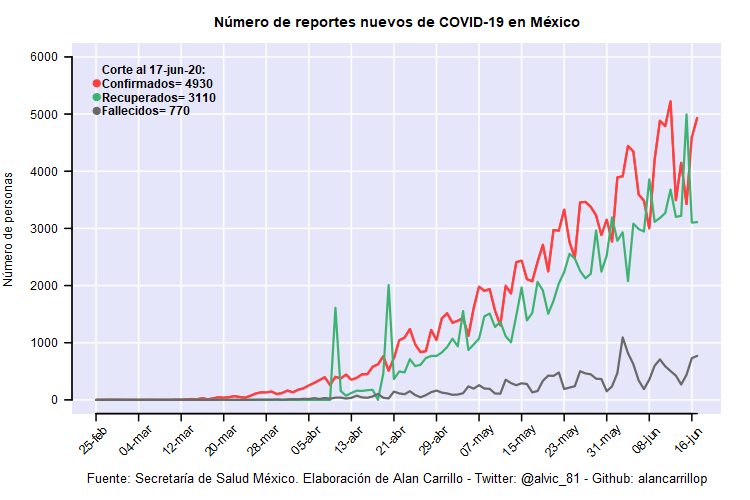 Número de reportes nuevos de COVID-19 en México
Corte al 17-jun-20:
Confirmados= 4930
Recuperados= 3110
Fallecidos= 770
Número de personas
6000
5000
4000
3000
2000
1000
0
25-feb
04-mar
12-mar
20-mar
28-mar
05-abr
13-abr
21-abr
29-abr
07-may
15-may
23-may
31-may
08-jun
16-jun
Fuente: Secretaría de Salud México. Elaboración de Alan Carrillo - Twitter: @alvic_81 - Github: alancarrillop